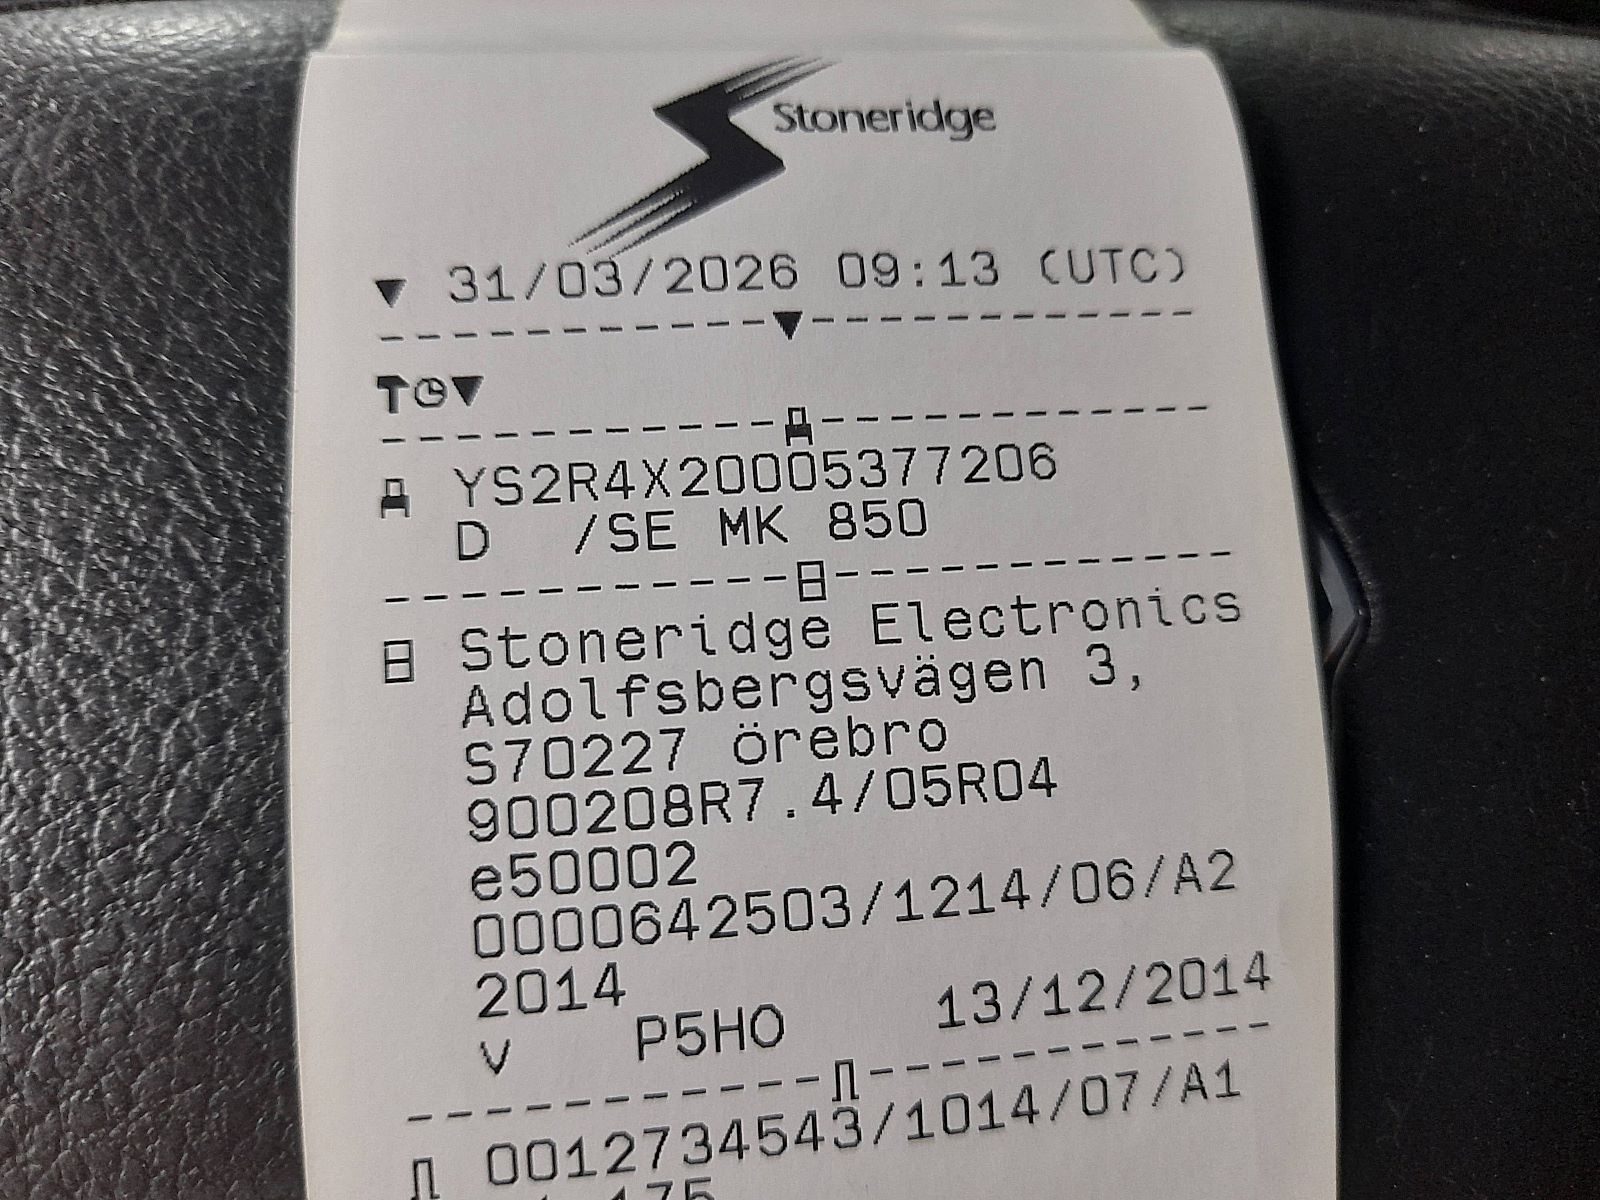 Stoneridge
▼ 31/03/2026 09:13 (UTC)
YS2R4X20005377206
D /SE MK 850
Stoneridge Electronics
Adolfsbergsvägen 3,
S70227 örebro
900208R7.4/05R04
e50002
0000642503/1214/06/A2
2014
v P5HO 13/12/2014
0012734543/1014/07/A1